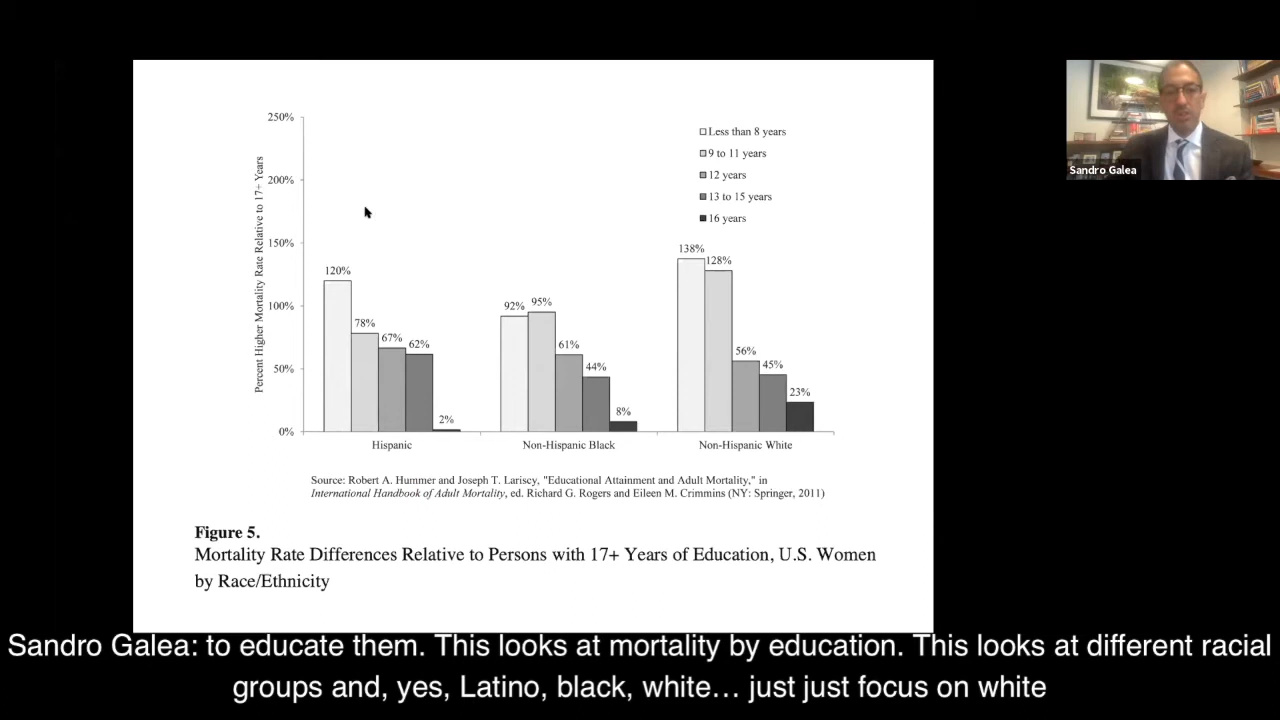 250%
200%
150%
100%
50%
0%
Percent Higher Mortality Rate Relative to 17+ Years
Less than 8 years
9 to 11 years
12 years
13 to 15 years
16 years
120%
78%
67%
62%
2%
92%
95%
61%
44%
8%
138%
128%
56%
45%
23%
Hispanic
Non-Hispanic Black
Non-Hispanic White
Source: Robert A. Hummer and Joseph T. Lariscy, "Educational Attainment and Adult Mortality," in
International Handbook of Adult Mortality, ed. Richard G. Rogers and Eileen M. Crimmins (NY: Springer, 2011)
Figure 5.
Mortality Rate Differences Relative to Persons with 17+ Years of Education, U.S. Women
by Race/Ethnicity
Sandro Galea
Sandro Galea: to educate them. This looks at mortality by education. This looks at different racial
groups and, yes, Latino, black, white… just just focus on white